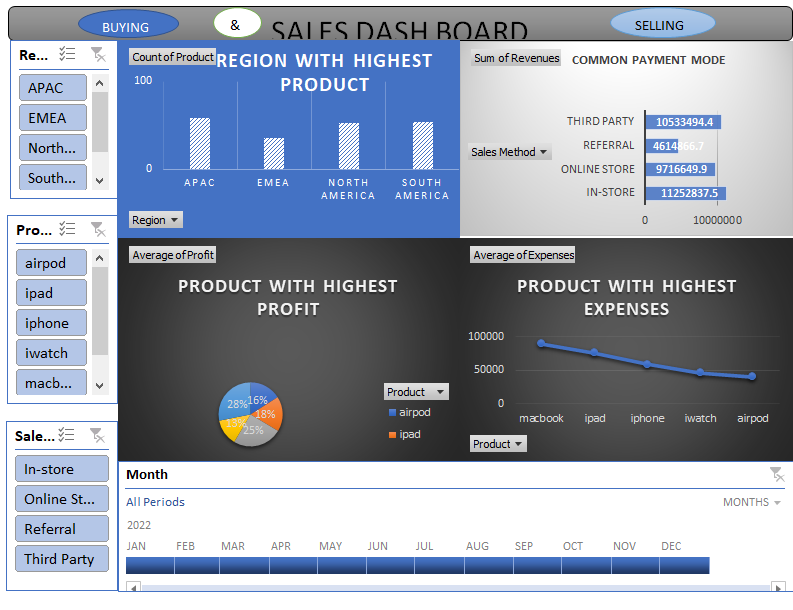 BUYING
&
SALES DASH BOARD
SELLING
Re...
APAC
EMEA
North...
South...
Pro...
airpod
ipad
iphone
iwatch
macb...
Sale...
In-store
Online St...
Referral
Third Party
Count of Product
REGION WITH HIGHEST
PRODUCT
100
0
APAC
EMEA
NORTH
AMERICA
SOUTH
AMERICA
Region
Sum of Revenues
COMMON PAYMENT MODE
Sales Method
THIRD PARTY
10533494.4
REFERRAL
4614866.7
ONLINE STORE
9716649.9
IN-STORE
11252837.5
0
10000000
Average of Profit
PRODUCT WITH HIGHEST
PROFIT
28%
16%
18%
13%
25%
Product
airpod
ipad
Average of Expenses
PRODUCT WITH HIGHEST
EXPENSES
100000
50000
0
macbook
ipad
iphone
iwatch
airpod
Product
Month
All Periods
MONTHS
2022
JAN FEB MAR APR MAY JUN JUL AUG SEP OCT NOV DEC